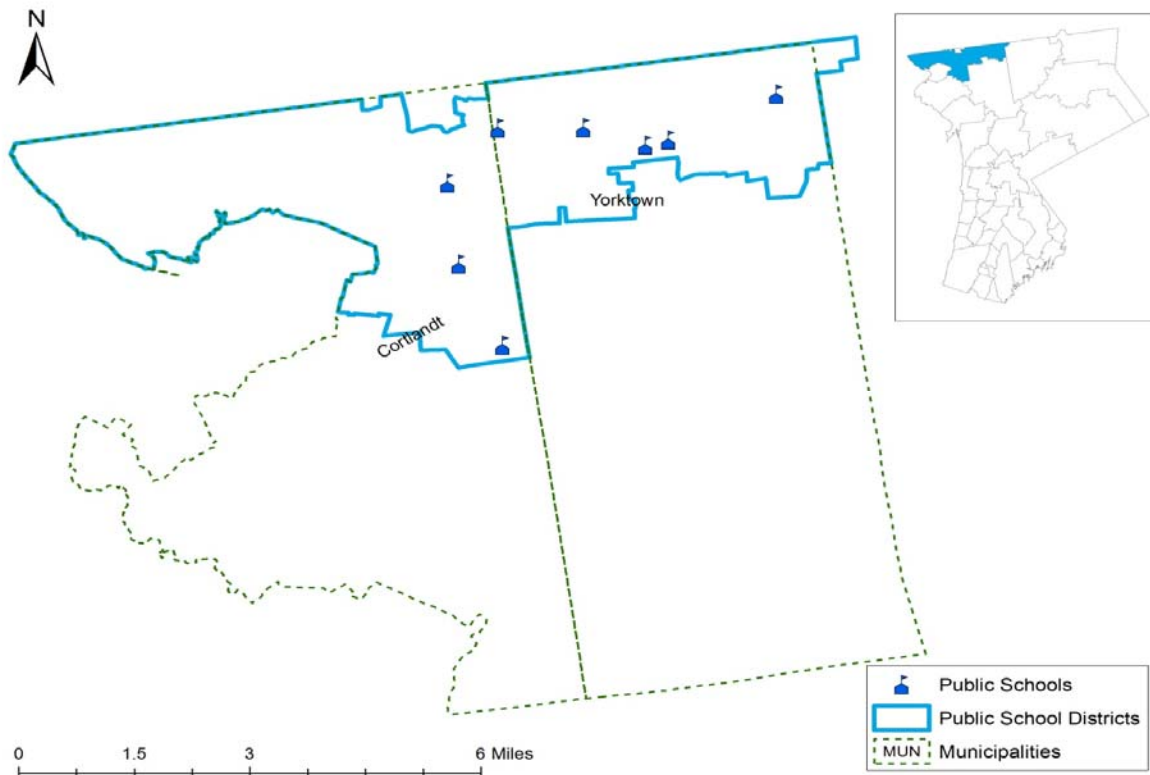 N
Yorktown
Cortlandt
0 1.5 3 6 Miles
Public Schools
Public School Districts
MUN Municipalities